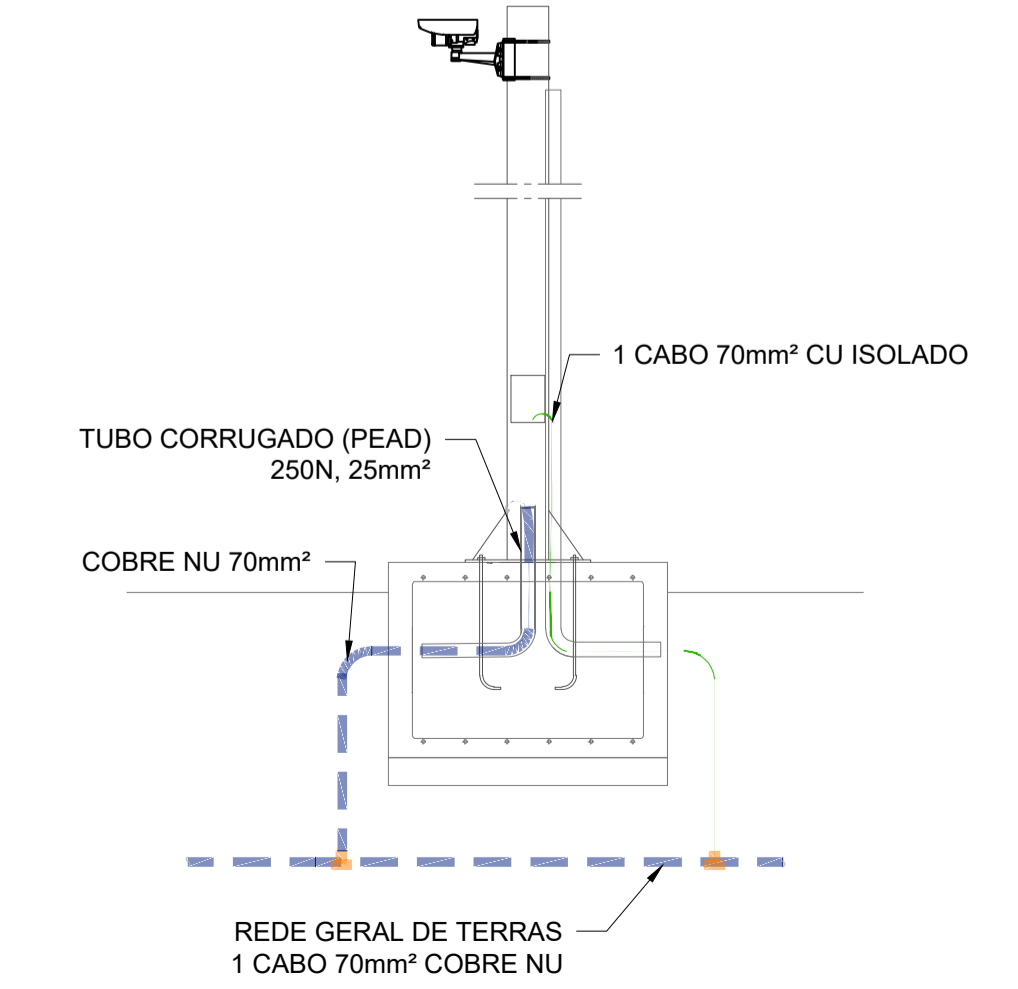 1 CABO 70mm² CU ISOLADO
TUBO CORRUGADO (PEAD)
250N, 25mm²
COBRE NU 70mm²
REDE GERAL DE TERRAS
1 CABO 70mm² COBRE NU